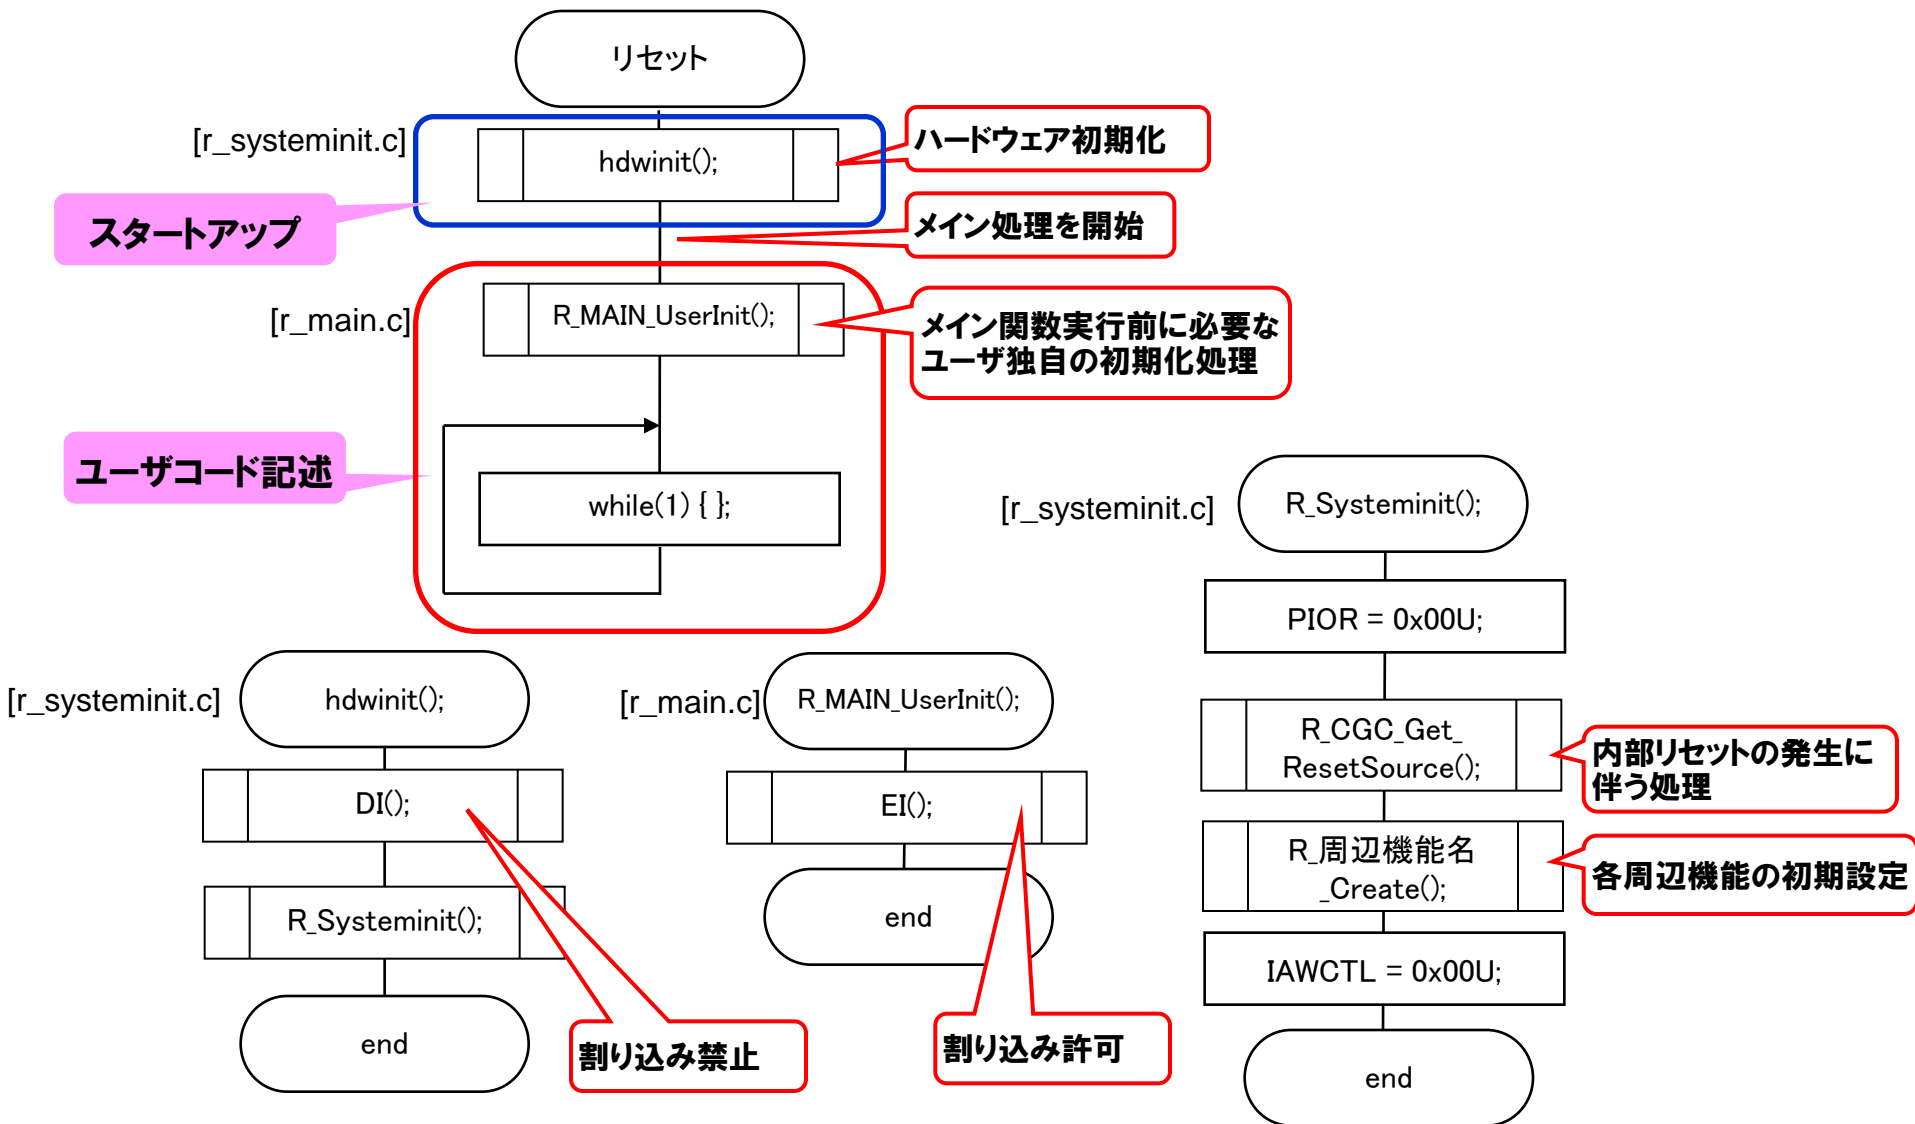 リセット
[r_systeminit.c]
hdwinit();
ハードウェア初期化
スタートアップ
メイン処理を開始
[r_main.c]
R_MAIN_UserInit();
メイン関数実行前に必要な
ユーザ独自の初期化処理
ユーザコード記述
while(1) { };
[r_systeminit.c]
R_Systeminit();
PIOR = 0x00U;
R_CGC_Get_
ResetSource();
内部リセットの発生に
伴う処理
R_周辺機能名
_Create();
各周辺機能の初期設定
IAWCTL = 0x00U;
end
[r_systeminit.c]
hdwinit();
DI();
R_Systeminit();
end
割り込み禁止
[r_main.c]
R_MAIN_UserInit();
EI();
end
割り込み許可